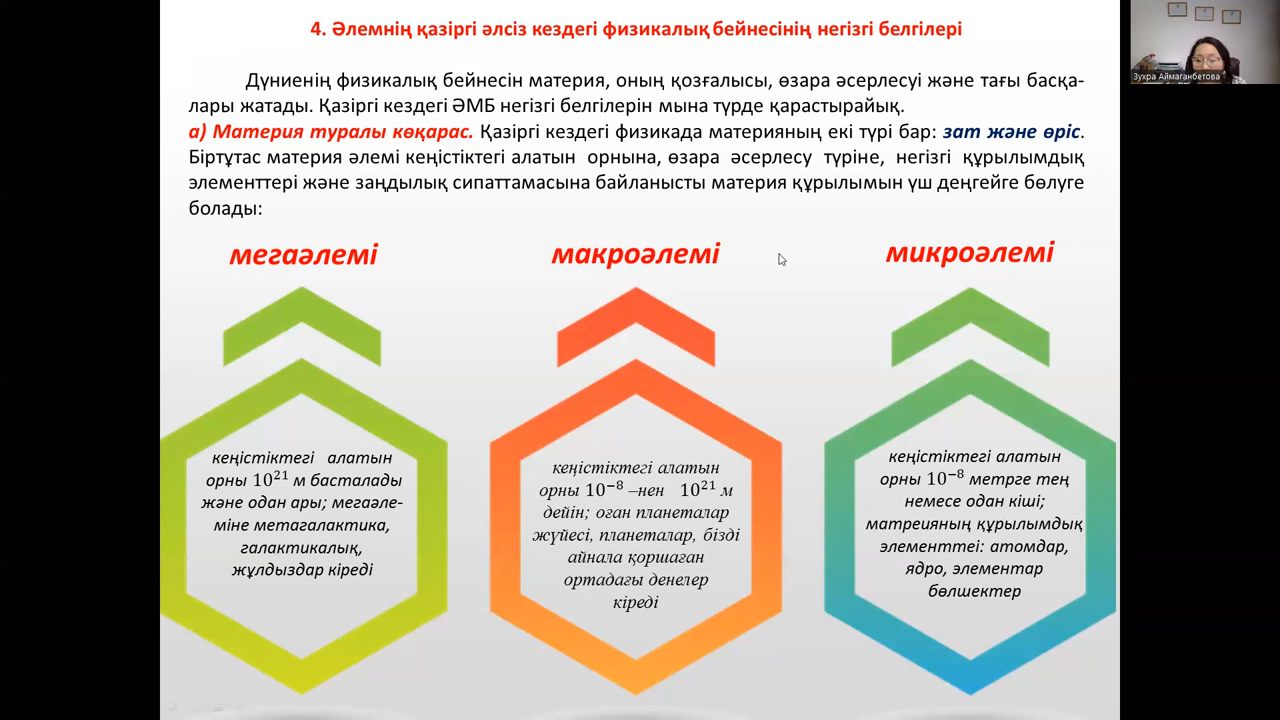 4. Әлемнің қазіргі әлсіз кездегі физикалық бейнесінің негізгі белгілері
Дүниенің физикалық бейнесін материя, оның қозғалысы, өзара әсерлесуі және тағы басқа-
лары жатады. Қазіргі кездегі ӘМБ негізгі белгілерін мына түрде қарастырайық.
а) Материя туралы көқарас. Қазіргі кездегі физикада материяның екі түрі бар: зат және өріс.
Біртұтас материя әлемі кеңістіктегі алатын орнына, өзара әсерлесу түріне, негізгі құрылымдық
элементтері және заңдылық сипаттамасына байланысты материя құрылымын үш деңгейге бөлуге
болады:
мегаәлемі
кеңістіктегі алатын
орны 10²¹ м басталады
және одан ары; мегаәле-
міне метагалактика,
галактикалық,
жұлдыздар кіреді
макроәлемі
кеңістіктегі алатын
орны 10⁻⁸ –нен 10²¹ м
дейін; оған планеталар
жүйесі, планеталар, бізді
айнала қоршаған
ортадағы денелер
кіреді
микроәлемі
кеңістіктегі алатын
орны 10⁻⁸ метрге тең
немесе одан кіші;
матреияның құрылымдық
элементтеі: атомдар,
ядро, элементар
бөлшектер
Зухра Аймаганбетова